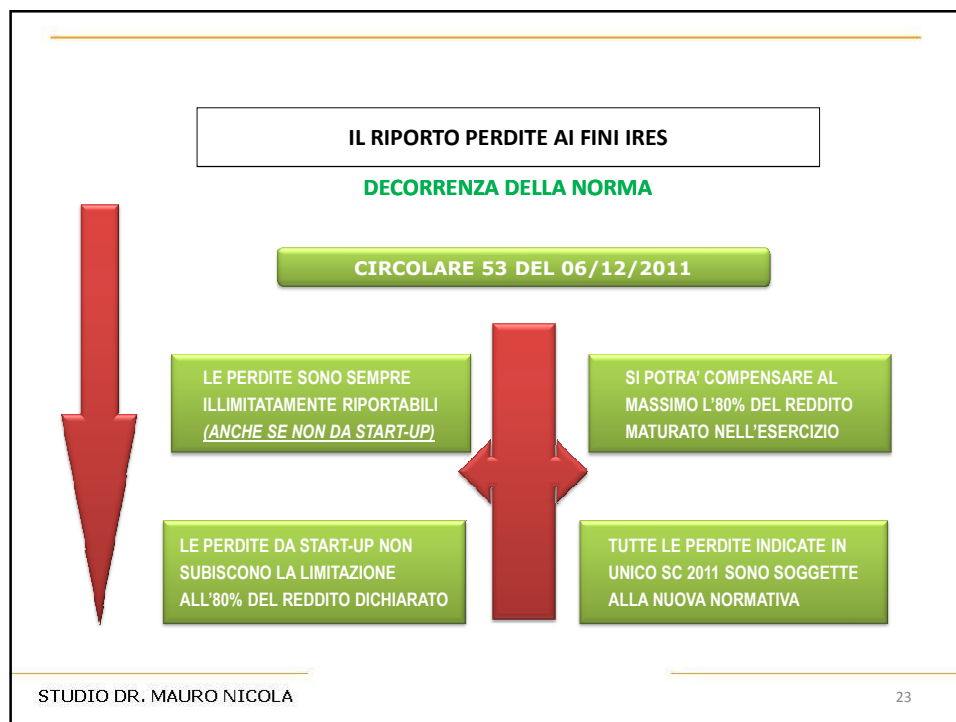 IL RIPORTO PERDITE AI FINI IRES
DECORRENZA DELLA NORMA
CIRCOLARE 53 DEL 06/12/2011
LE PERDITE SONO SEMPRE
ILLIMITATAMENTE RIPORTABILI
(ANCHE SE NON DA START-UP)
SI POTRA’ COMPENSARE AL
MASSIMO L’80% DEL REDDITO
MATURATO NELL’ESERCIZIO
LE PERDITE DA START-UP NON
SUBISCONO LA LIMITAZIONE
ALL’80% DEL REDDITO DICHIARATO
TUTTE LE PERDITE INDICATE IN
UNICO SC 2011 SONO SOGGETTE
ALLA NUOVA NORMATIVA
STUDIO DR. MAURO NICOLA
23